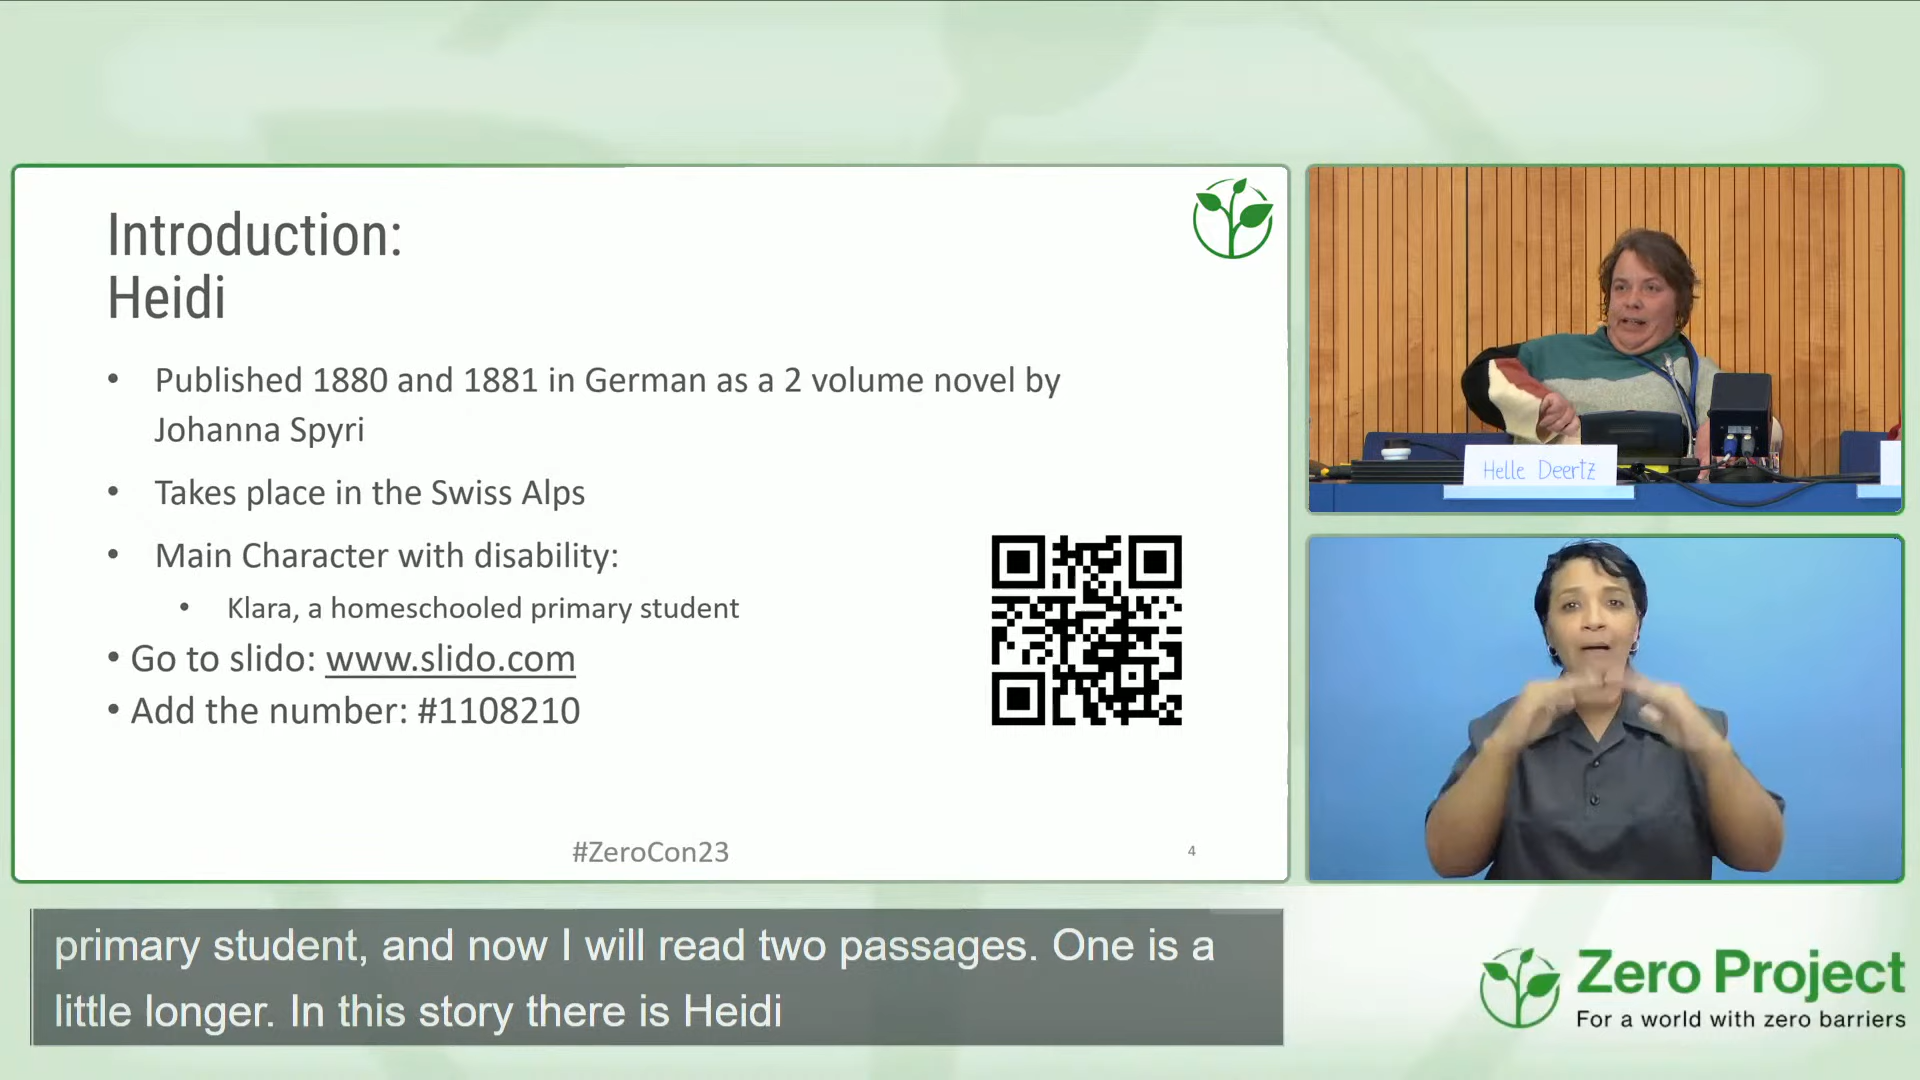 Introduction:
Heidi
• Published 1880 and 1881 in German as a 2 volume novel by
Johanna Spyri
• Takes place in the Swiss Alps
• Main Character with disability:
• Klara, a homeschooled primary student
• Go to slido: www.slido.com
• Add the number: #1108210
#ZeroCon23
4
Helle Deertz
primary student, and now I will read two passages. One is a
little longer. In this story there is Heidi
Zero Project
For a world with zero barriers